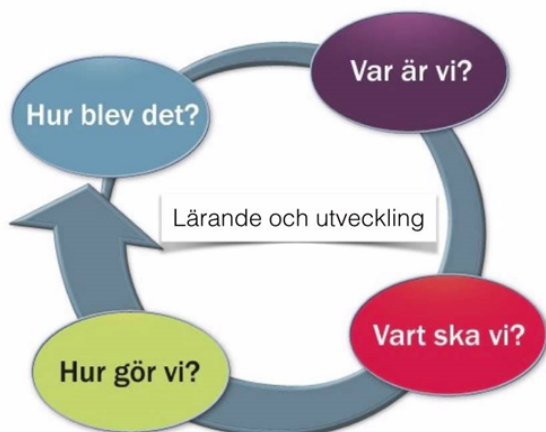 Var är vi?
Hur blev det?
Lärande och utveckling
Vart ska vi?
Hur gör vi?